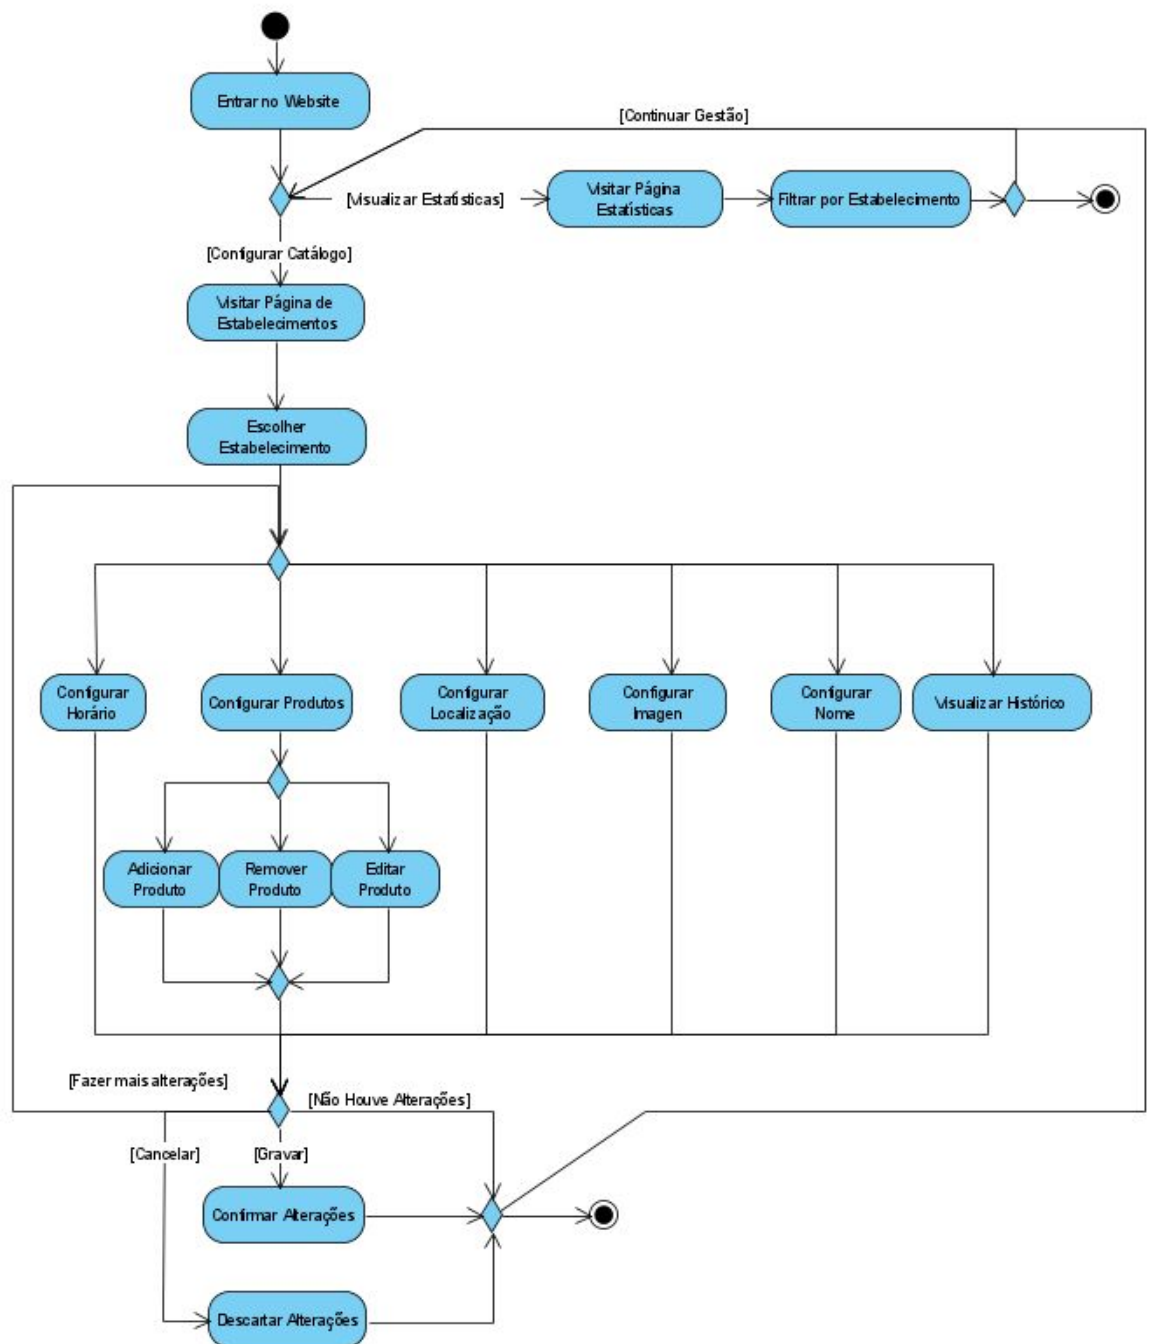 Entrar no Website
[Continuar Gestão]
[Visualizar Estatísticas]
Visitar Página
Estatísticas
Filtrar por Estabelecimento
[Configurar Catálogo]
Visitar Página de
Estabelecimentos
Escolher
Estabelecimento
Configurar
Horário
Configurar Produtos
Configurar
Localização
Configurar
Imagen
Configurar
Nome
Visualizar Histórico
Adicionar
Produto
Remover
Produto
Editar
Produto
[Fazer mais alterações]
[Não Houve Alterações]
[Cancelar]
[Gravar]
Confirmar Alterações
Descartar Alterações